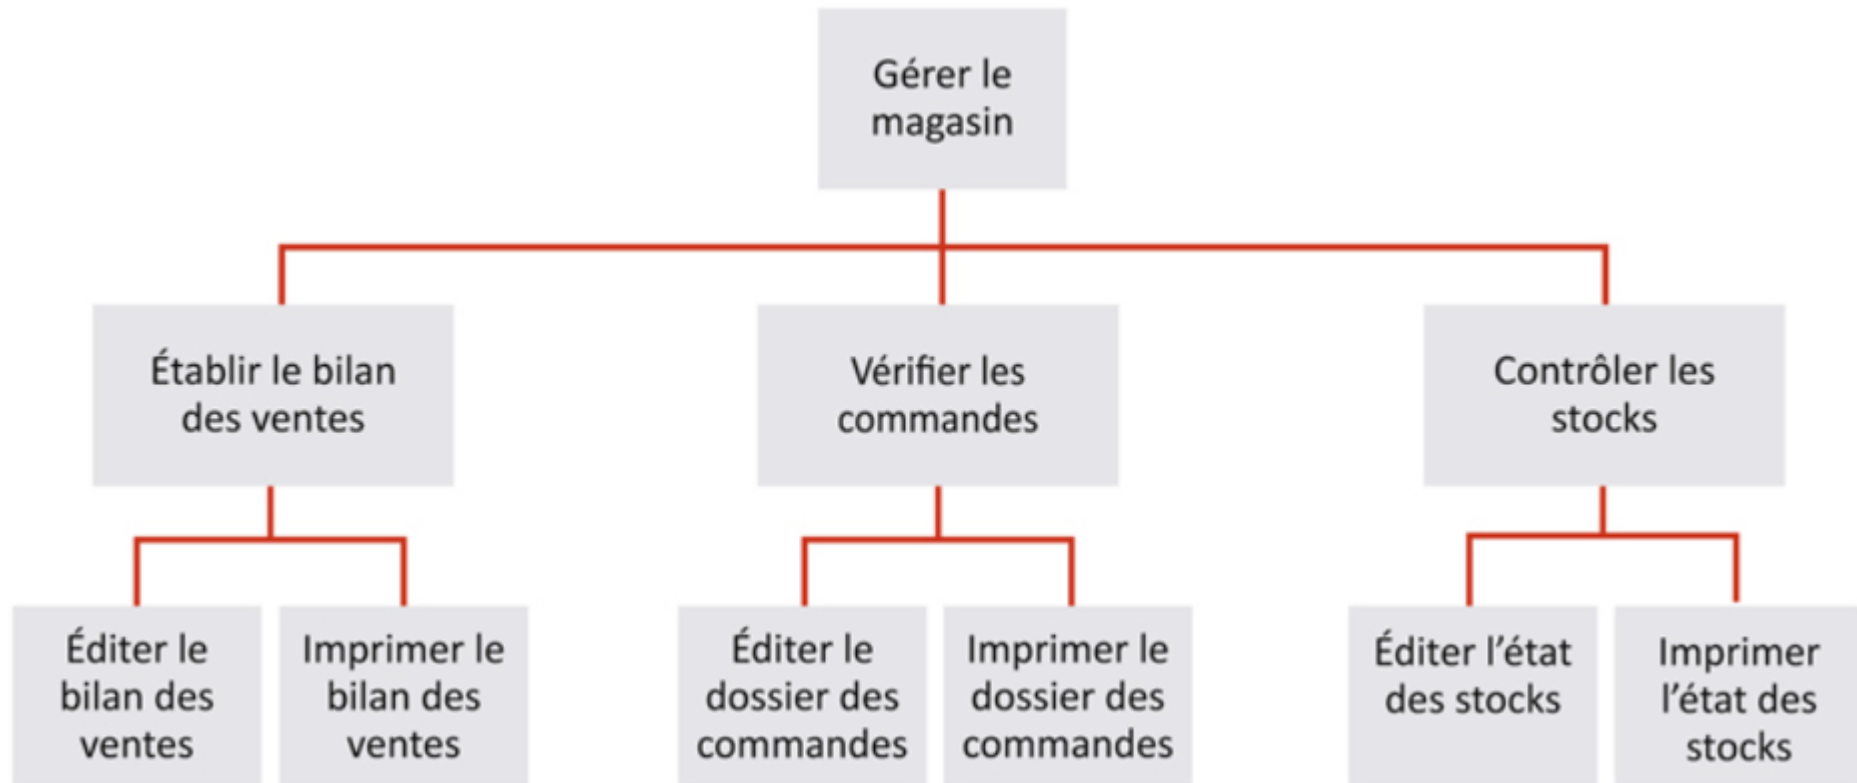 Gérer le
magasin
Établir le bilan
des ventes
Vérifier les
commandes
Contrôler les
stocks
Éditer le
bilan des
ventes
Imprimer le
bilan des
ventes
Éditer le
dossier des
commandes
Imprimer le
dossier des
commandes
Éditer l’état
des stocks
Imprimer
l’état des
stocks